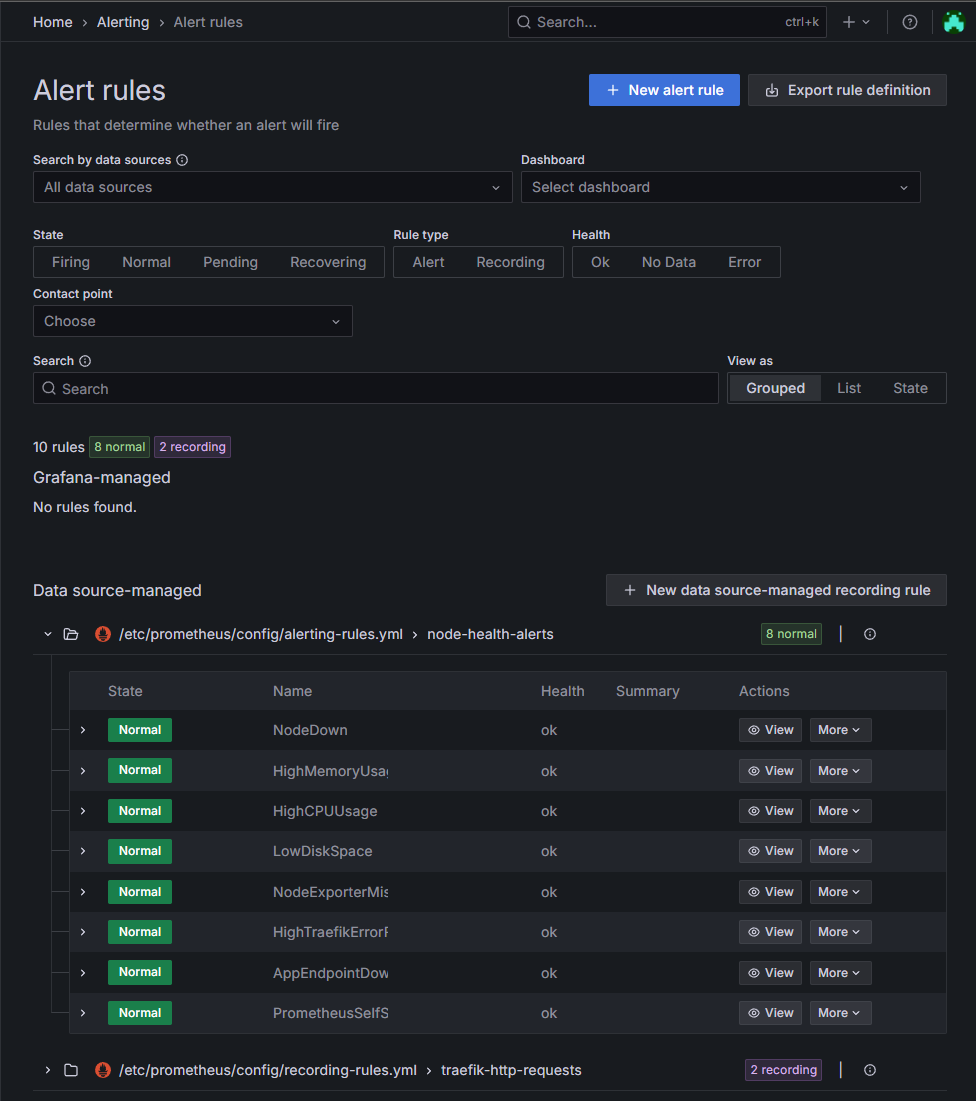 Home › Alerting › Alert rules Search... ctrl+k
Alert rules
New alert rule Export rule definition
Rules that determine whether an alert will fire
Search by data sources Dashboard
All data sources Select dashboard
State Rule type Health
Firing Normal Pending Recovering Alert Recording Ok No Data Error
Contact point
Choose
Search View as
Search Grouped List State
10 rules 8 normal 2 recording
Grafana-managed
No rules found.
Data source-managed New data source-managed recording rule
/etc/prometheus/config/alerting-rules.yml › node-health-alerts 8 normal
State Name Health Summary Actions
Normal NodeDown ok View More
Normal HighMemoryUsag ok View More
Normal HighCPUUsage ok View More
Normal LowDiskSpace ok View More
Normal NodeExporterMis ok View More
Normal HighTraefikErrorR ok View More
Normal AppEndpointDow ok View More
Normal PrometheusSelfS ok View More
/etc/prometheus/config/recording-rules.yml › traefik-http-requests 2 recording